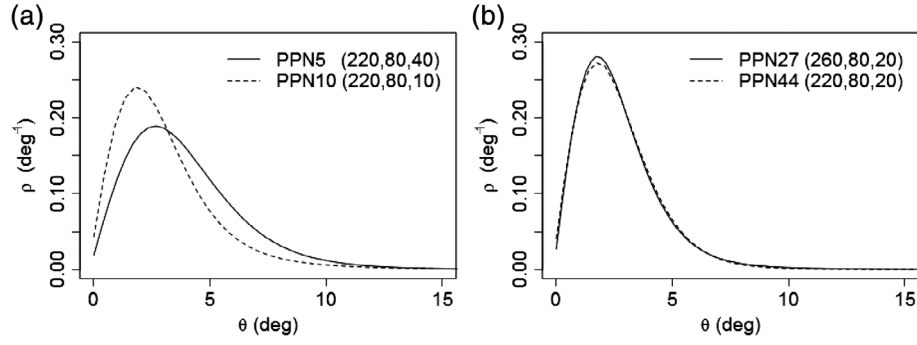 (a)
PPN5 (220,80,40)
PPN10 (220,80,10)
ρ (deg⁻¹)
0.30
0.20
0.10
0.00
0 5 10 15
θ (deg)
(b)
PPN27 (260,80,20)
PPN44 (220,80,20)
ρ (deg⁻¹)
0.30
0.20
0.10
0.00
0 5 10 15
θ (deg)